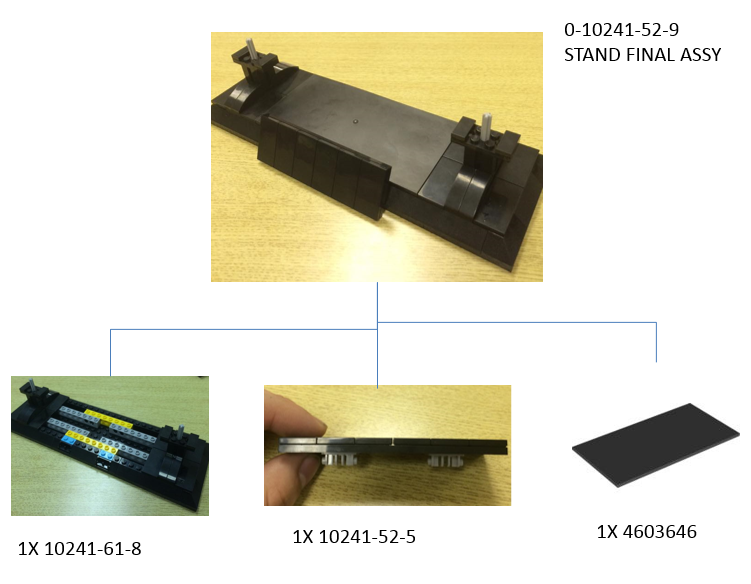 0-10241-52-9
STAND FINAL ASSY
1X 10241-61-8
1X 10241-52-5
1X 4603646